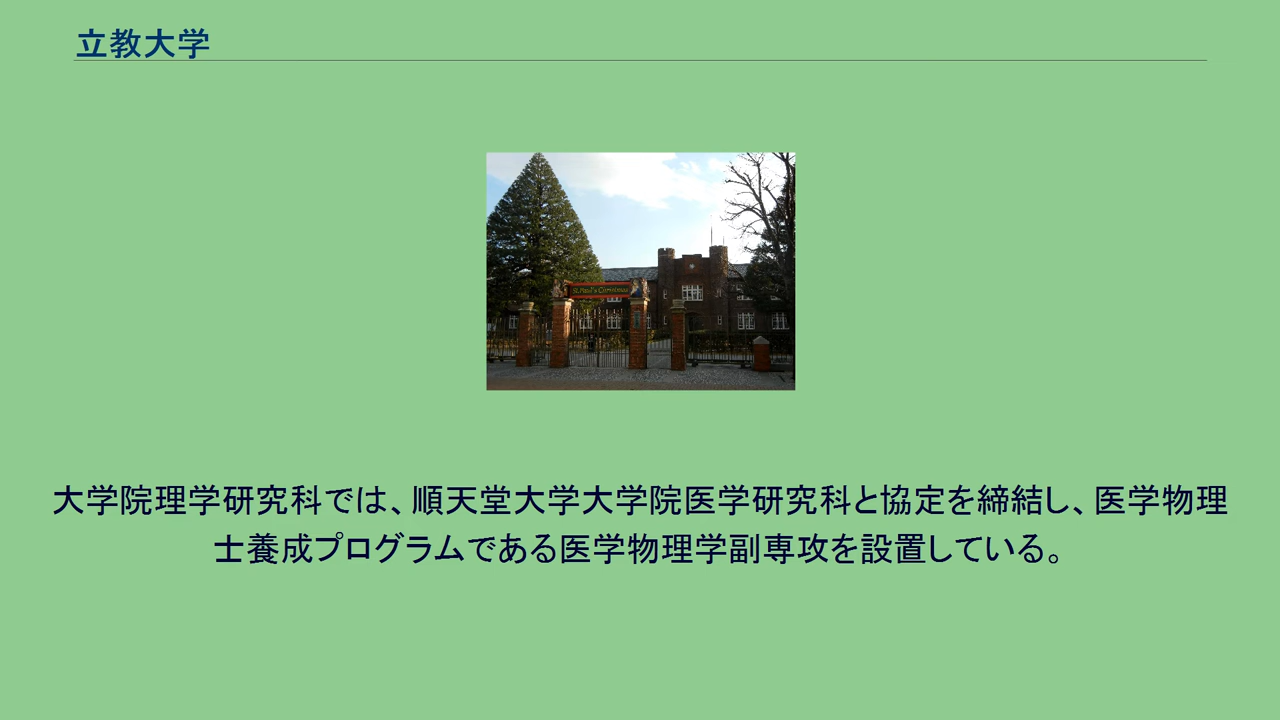 立教大学
St. Paul's
大学院理学研究科では、順天堂大学大学院医学研究科と協定を締結し、医学物理
士養成プログラムである医学物理学副専攻を設置している。